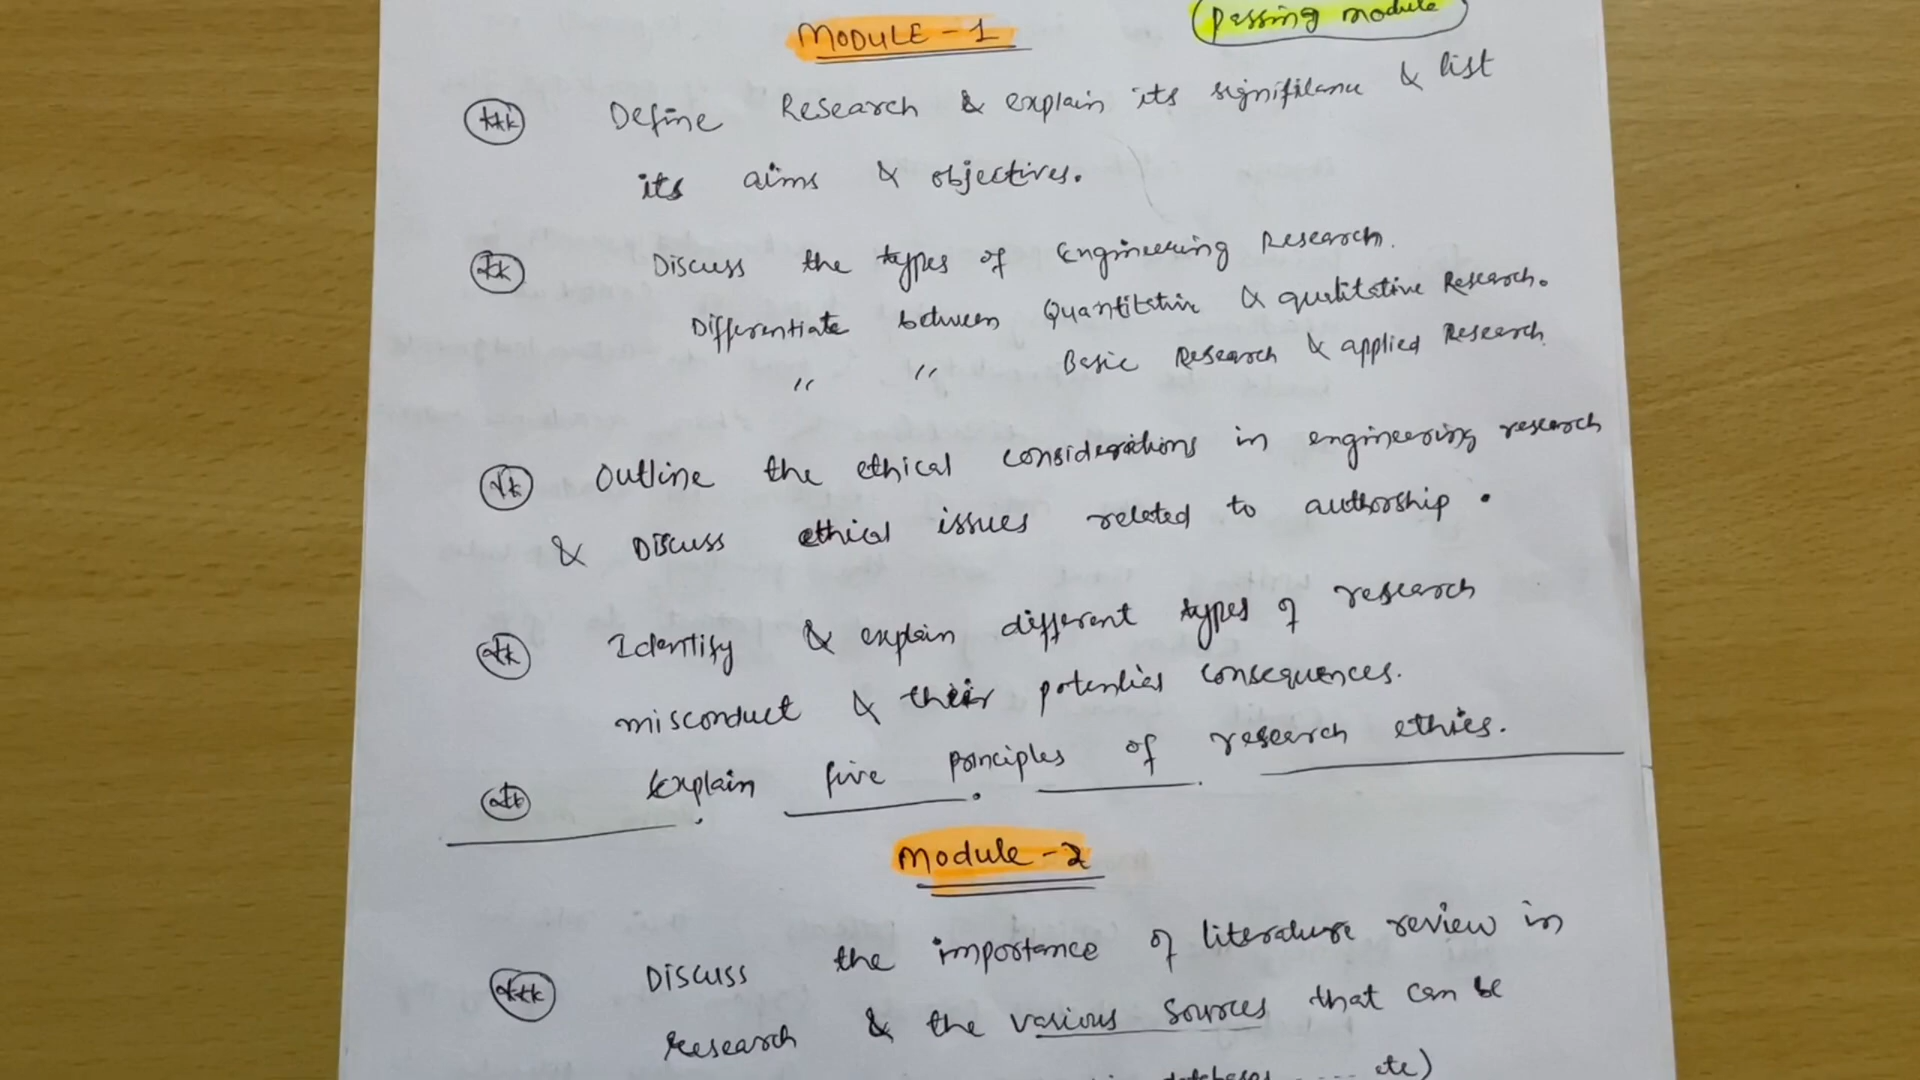 MODULE - 1
passing module
Define Research & explain its significance & list
its aims & objectives.
Discuss the types of Engineering Research.
Differentiate between Quantitative & qualitative Research.
" " Basic Research & applied Research.
Outline the ethical considerations in engineering research
& Discuss ethical issues related to authorship.
Identify & explain different types of research
misconduct & their potential consequences.
Explain five principles of research ethics.
Module - 2
Discuss the importance of literature review in
Research & the various sources that can be
databases .... etc)